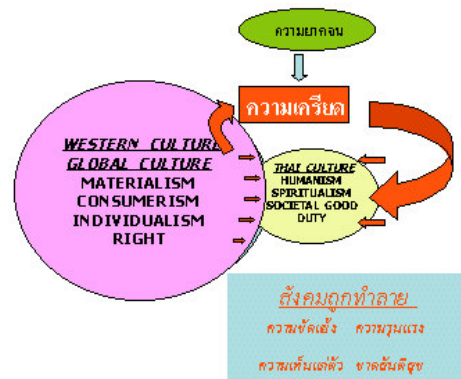 ความยากจน
ความเครียด
WESTERN CULTURE
GLOBAL CULTURE
MATERIALISM
CONSUMERISM
INDIVIDUALISM
RIGHT
THAI CULTURE
HUMANISM
SPIRITUALISM
SOCIETAL GOOD
DUTY
สังคมถูกทำลาย
ความขัดแย้ง ความรุนแรง
ความเห็นแก่ตัว ขาดสันติสุข